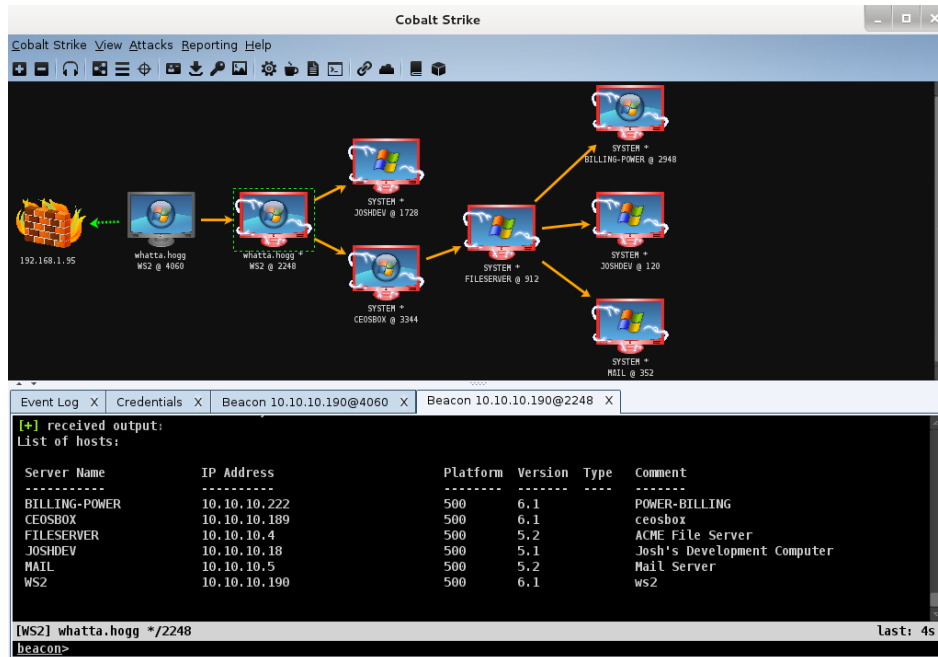 Cobalt Strike
Cobalt Strike View Attacks Reporting Help
SYSTEM *
BILLING-POWER @ 2948
SYSTEM *
JOSHDEV @ 1728
192.168.1.95
whatta.hogg
WS2 @ 4060
whatta.hogg *
WS2 @ 2248
SYSTEM *
FILESERVER @ 912
SYSTEM *
JOSHDEV @ 120
SYSTEM *
CEOSBOX @ 3344
SYSTEM *
MAIL @ 352
Event Log X Credentials X Beacon 10.10.10.190@4060 X Beacon 10.10.10.190@2248 X
[+] received output:
List of hosts:
Server Name IP Address Platform Version Type Comment
----------- ---------- -------- ------- ---- -------
BILLING-POWER 10.10.10.222 500 6.1 POWER-BILLING
CEOSBOX 10.10.10.189 500 6.1 ceosbox
FILESERVER 10.10.10.4 500 5.2 ACME File Server
JOSHDEV 10.10.10.18 500 5.1 Josh's Development Computer
MAIL 10.10.10.5 500 5.2 Mail Server
WS2 10.10.10.190 500 6.1 ws2
[WS2] whatta.hogg */2248 last: 4s
beacon>